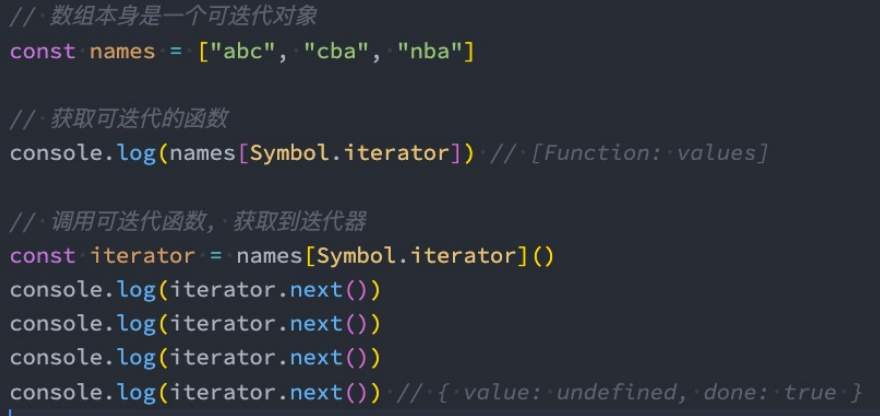 // 数组本身是一个可迭代对象
const names = ["abc", "cba", "nba"]
// 获取可迭代的函数
console.log(names[Symbol.iterator]) // [Function: values]
// 调用可迭代函数, 获取到迭代器
const iterator = names[Symbol.iterator]()
console.log(iterator.next())
console.log(iterator.next())
console.log(iterator.next())
console.log(iterator.next()) // { value: undefined, done: true }